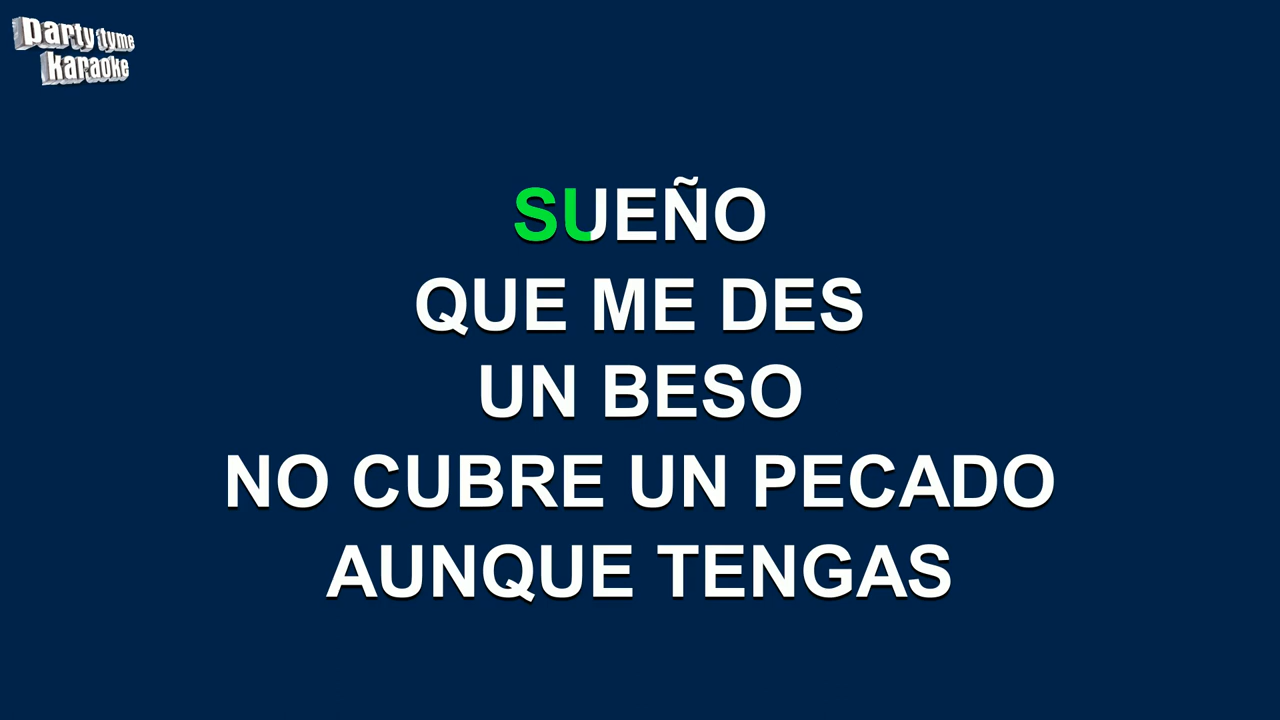 party tyme
karaoke
SUEÑO
QUE ME DES
UN BESO
NO CUBRE UN PECADO
AUNQUE TENGAS